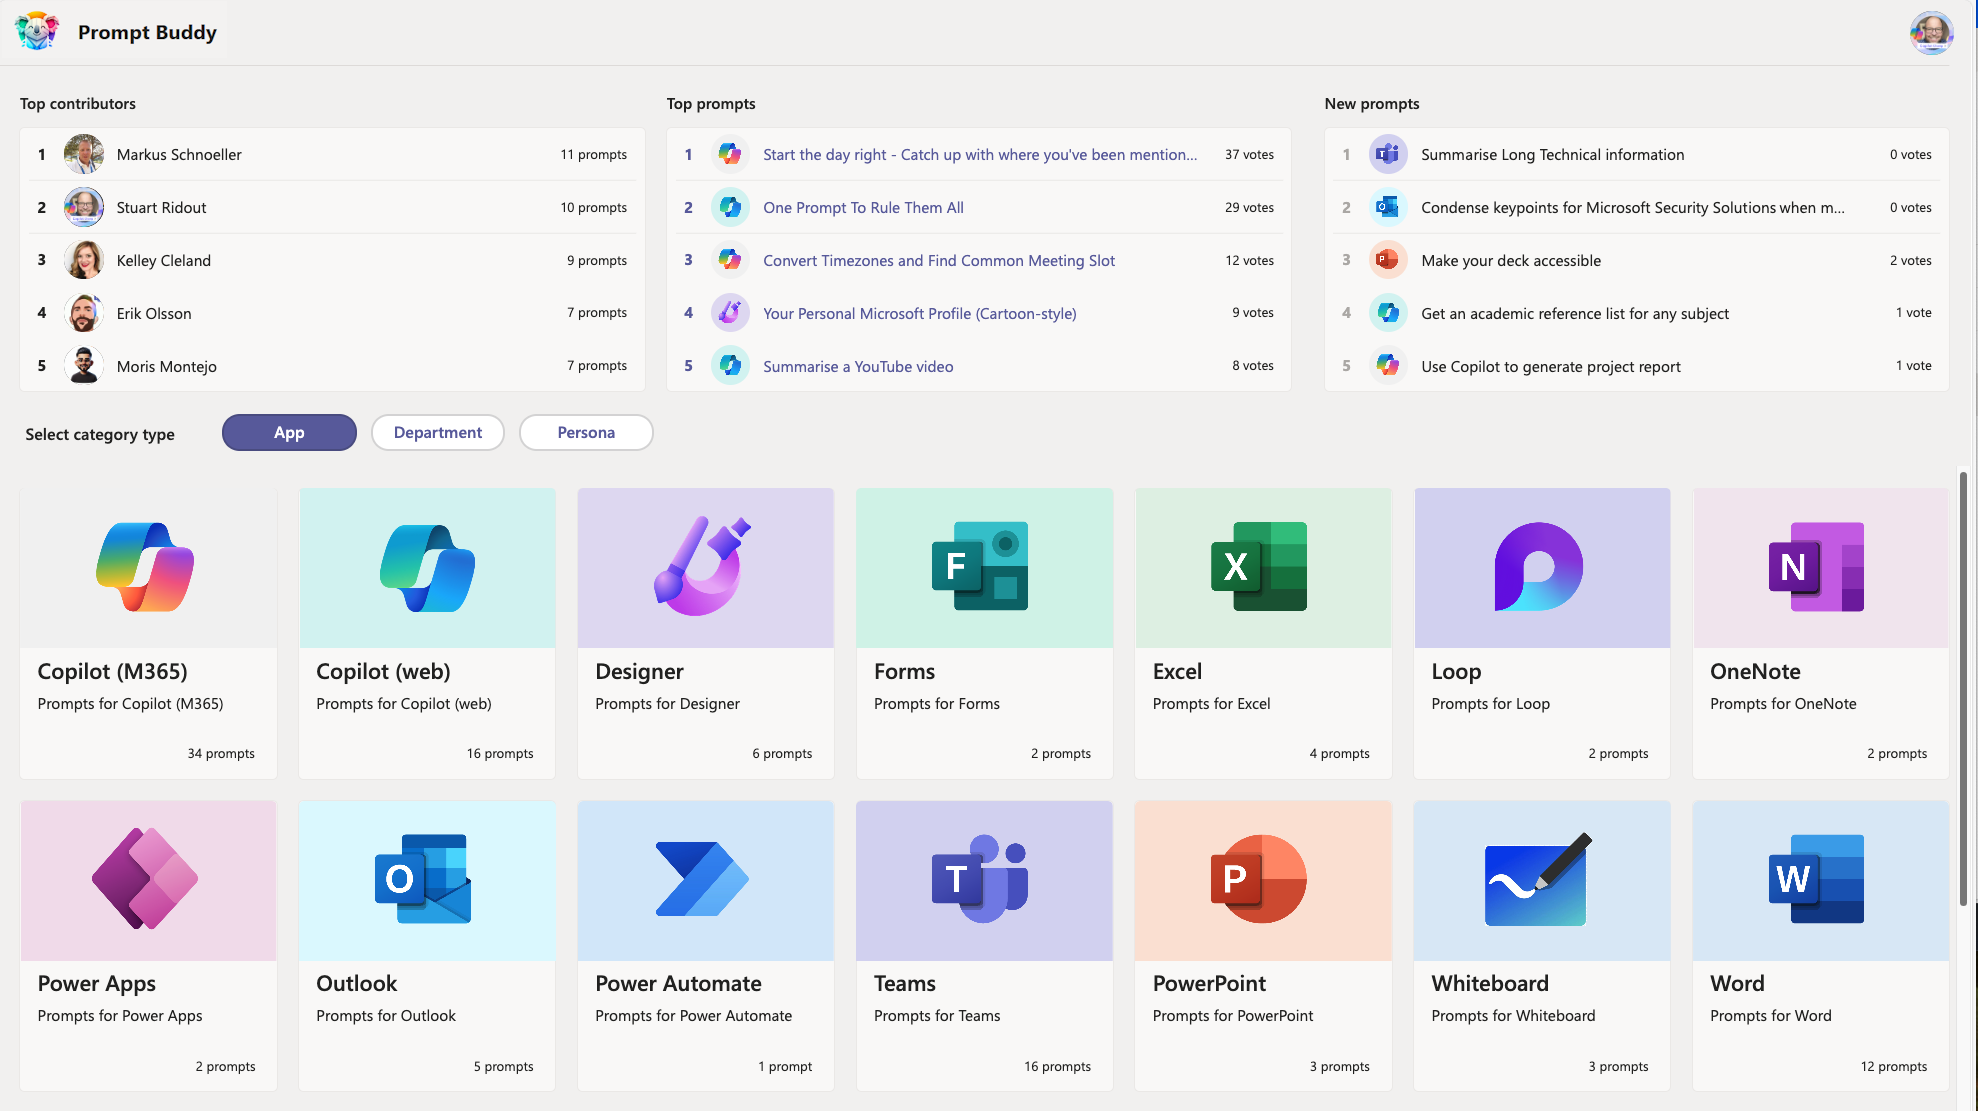 Prompt Buddy
Top contributors
1 Markus Schnoeller 11 prompts
2 Stuart Ridout 10 prompts
3 Kelley Cleland 9 prompts
4 Erik Olsson 7 prompts
5 Moris Montejo 7 prompts
Top prompts
1 Start the day right - Catch up with where you've been mention... 37 votes
2 One Prompt To Rule Them All 29 votes
3 Convert Timezones and Find Common Meeting Slot 12 votes
4 Your Personal Microsoft Profile (Cartoon-style) 9 votes
5 Summarise a YouTube video 8 votes
New prompts
1 Summarise Long Technical information 0 votes
2 Condense keypoints for Microsoft Security Solutions when m... 0 votes
3 Make your deck accessible 2 votes
4 Get an academic reference list for any subject 1 vote
5 Use Copilot to generate project report 1 vote
Select category type App Department Persona
Copilot (M365)
Prompts for Copilot (M365)
34 prompts
Copilot (web)
Prompts for Copilot (web)
16 prompts
Designer
Prompts for Designer
6 prompts
F
Forms
Prompts for Forms
2 prompts
X
Excel
Prompts for Excel
4 prompts
Loop
Prompts for Loop
2 prompts
N
OneNote
Prompts for OneNote
2 prompts
Power Apps
Prompts for Power Apps
2 prompts
O
Outlook
Prompts for Outlook
5 prompts
Power Automate
Prompts for Power Automate
1 prompt
T
Teams
Prompts for Teams
16 prompts
P
PowerPoint
Prompts for PowerPoint
3 prompts
Whiteboard
Prompts for Whiteboard
3 prompts
W
Word
Prompts for Word
12 prompts